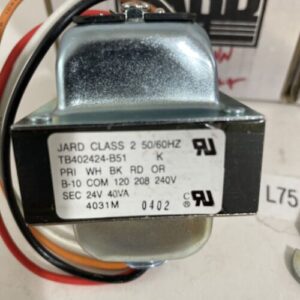 JARD CLASS 2 50/60HZ
TB402424-B51 K
PRI WH BK RD OR
B-10 COM 120 208 240V
SEC 24V 40VA
4031M 0402
L75